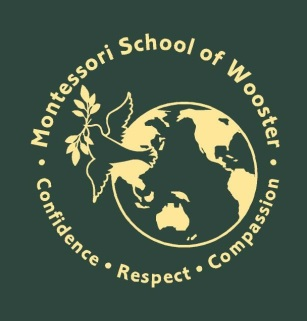 • Montessori School of Wooster •
Confidence • Respect • Compassion